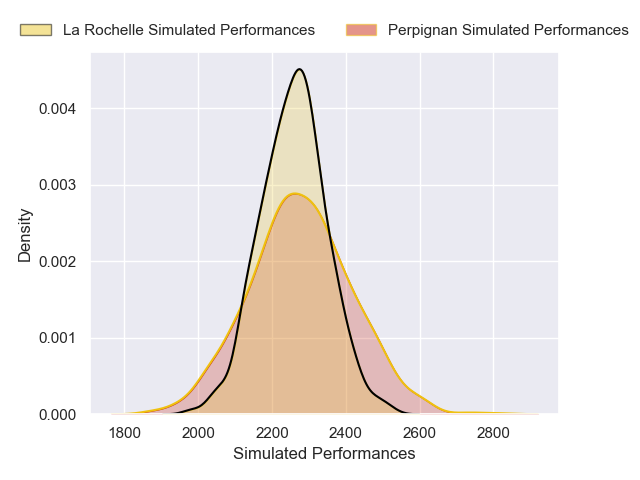 La Rochelle Simulated Performances
Perpignan Simulated Performances
0.004
0.003
0.002
0.001
0.000
Density
1800 2000 2200 2400 2600 2800
Simulated Performances